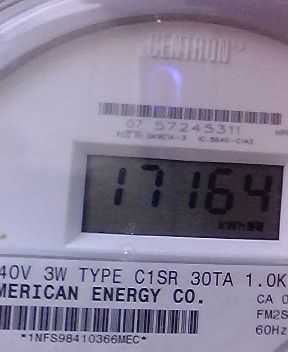 CENTRON
07 57245311
17164
kWh
40V 3W TYPE C1SR 30TA 1.0K
MERICAN ENERGY CO.
CA 0
FM2S
60Hz
*1NFS98410366MEC*